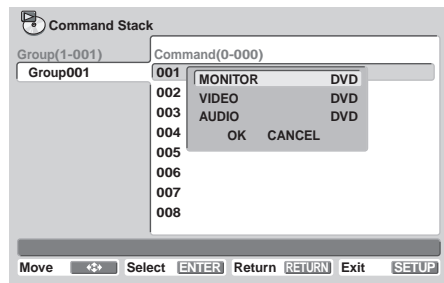 Command Stack
Group(1-001) Command(0-000)
Group001
001 MONITOR DVD
002 VIDEO DVD
003 AUDIO DVD
004 OK CANCEL
005
006
007
008
Move Select ENTER Return RETURN Exit SETUP